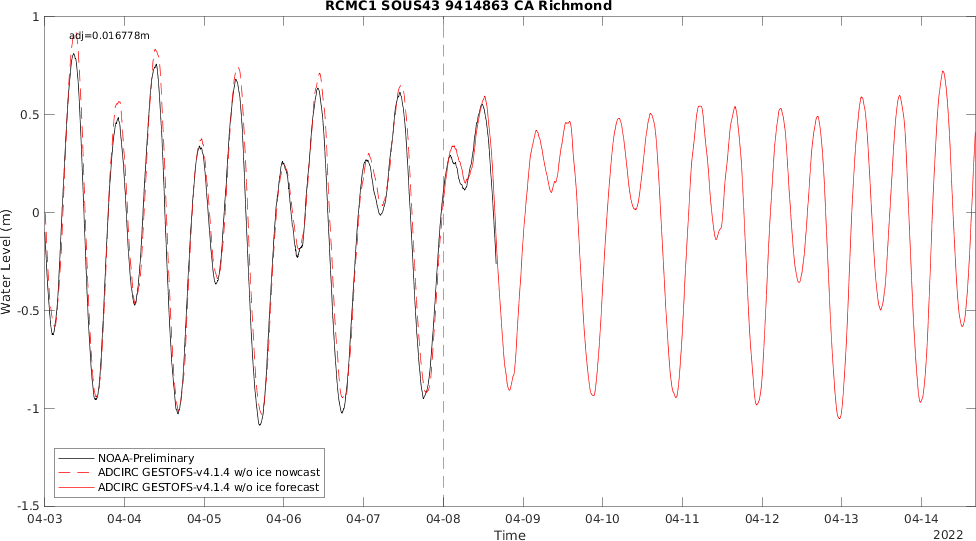 RCMC1 SOUS43 9414863 CA Richmond
adj=0.016778m
1
0.5
0
-0.5
-1
-1.5
Water Level (m)
NOAA-Preliminary
ADCIRC GESTOFS-v4.1.4 w/o ice nowcast
ADCIRC GESTOFS-v4.1.4 w/o ice forecast
04-03 04-04 04-05 04-06 04-07 04-08 04-09 04-10 04-11 04-12 04-13 04-14
Time
2022